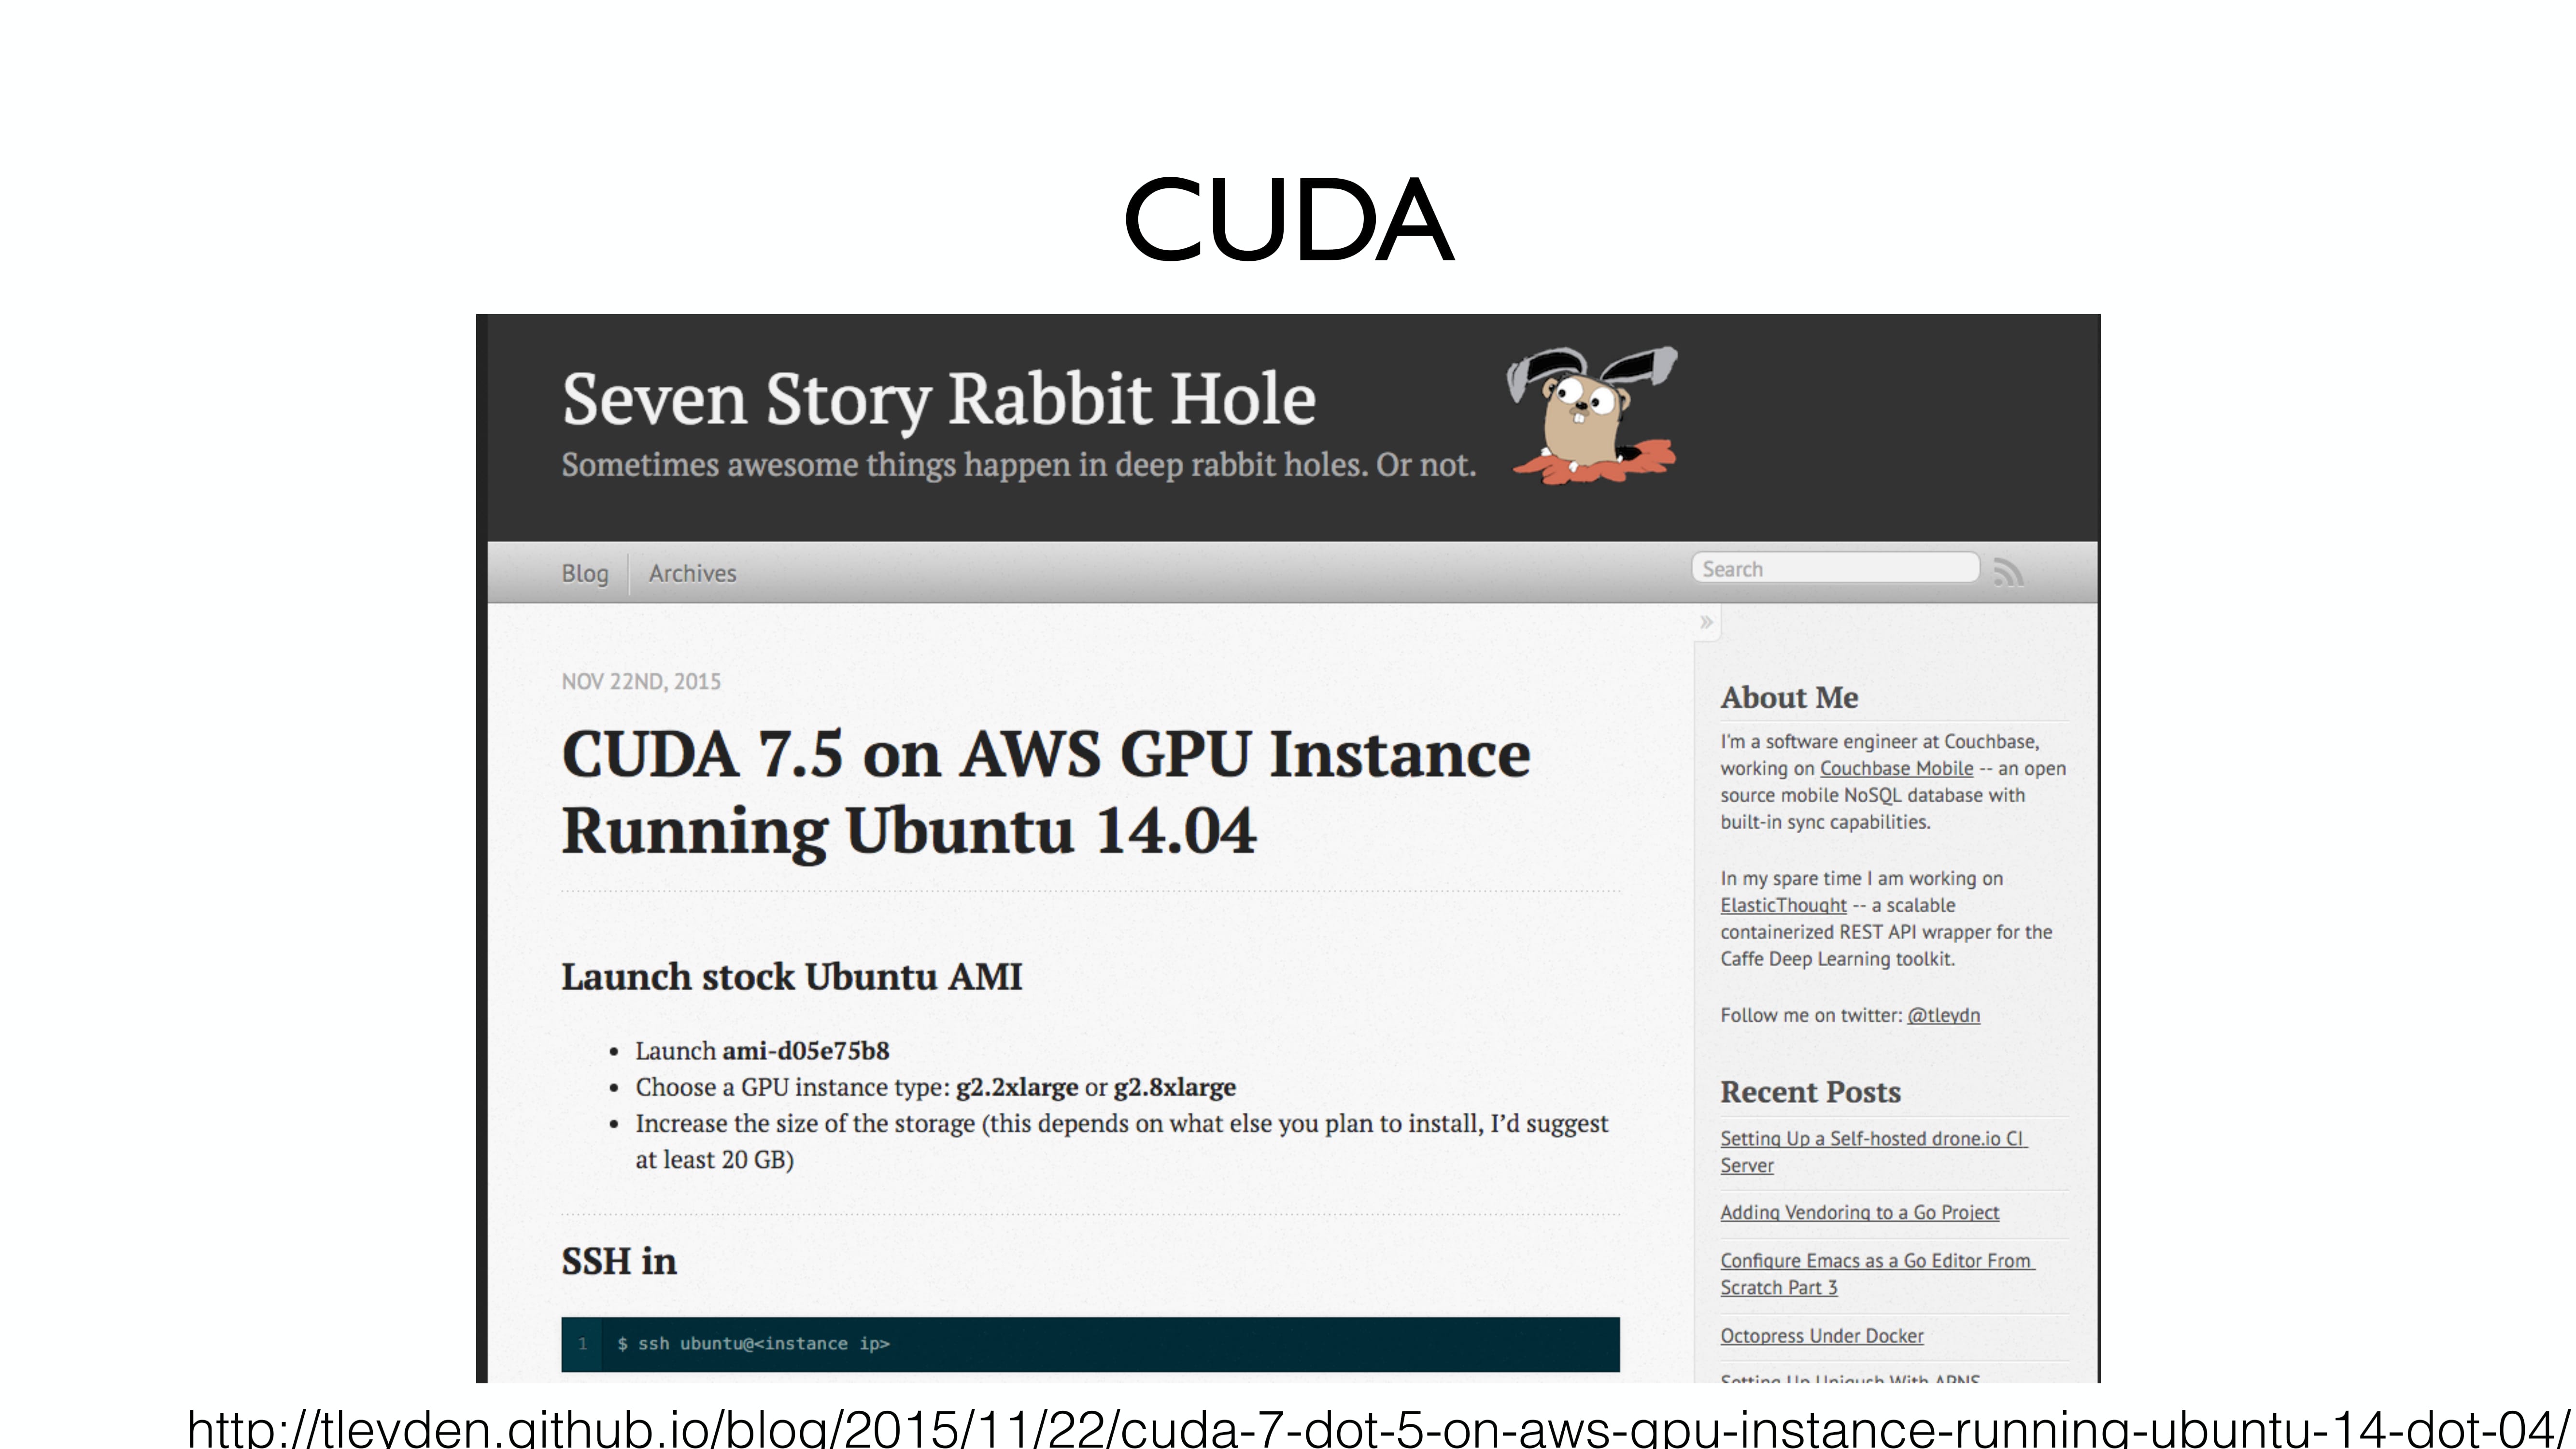 CUDA
Seven Story Rabbit Hole
Sometimes awesome things happen in deep rabbit holes. Or not.
Blog
Archives
Search
»
NOV 22ND, 2015
CUDA 7.5 on AWS GPU Instance
Running Ubuntu 14.04
Launch stock Ubuntu AMI
• Launch ami-d05e75b8
• Choose a GPU instance type: g2.2xlarge or g2.8xlarge
• Increase the size of the storage (this depends on what else you plan to install, I’d suggest
at least 20 GB)
SSH in
1 $ ssh ubuntu@<instance ip>
About Me
I'm a software engineer at Couchbase,
working on Couchbase Mobile -- an open
source mobile NoSQL database with
built-in sync capabilities.
In my spare time I am working on
ElasticThought -- a scalable
containerized REST API wrapper for the
Caffe Deep Learning toolkit.
Follow me on twitter: @tleydn
Recent Posts
Setting Up a Self-hosted drone.io CI
Server
Adding Vendoring to a Go Project
Configure Emacs as a Go Editor From
Scratch Part 3
Octopress Under Docker
Setting Up Uniqush With APNS
http://tleyden.github.io/blog/2015/11/22/cuda-7-dot-5-on-aws-gpu-instance-running-ubuntu-14-dot-04/